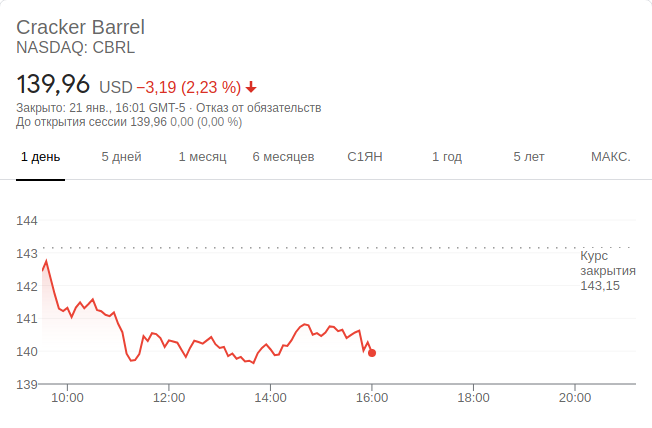 Cracker Barrel
NASDAQ: CBRL
139,96 USD −3,19 (2,23 %)
Закрыто: 21 янв., 16:01 GMT-5 · Отказ от обязательств
До открытия сессии 139,96 0,00 (0,00 %)
1 день 5 дней 1 месяц 6 месяцев С1ЯН 1 год 5 лет МАКС.
144
143
Курс
закрытия
143,15
142
141
140
139
10:00 12:00 14:00 16:00 18:00 20:00